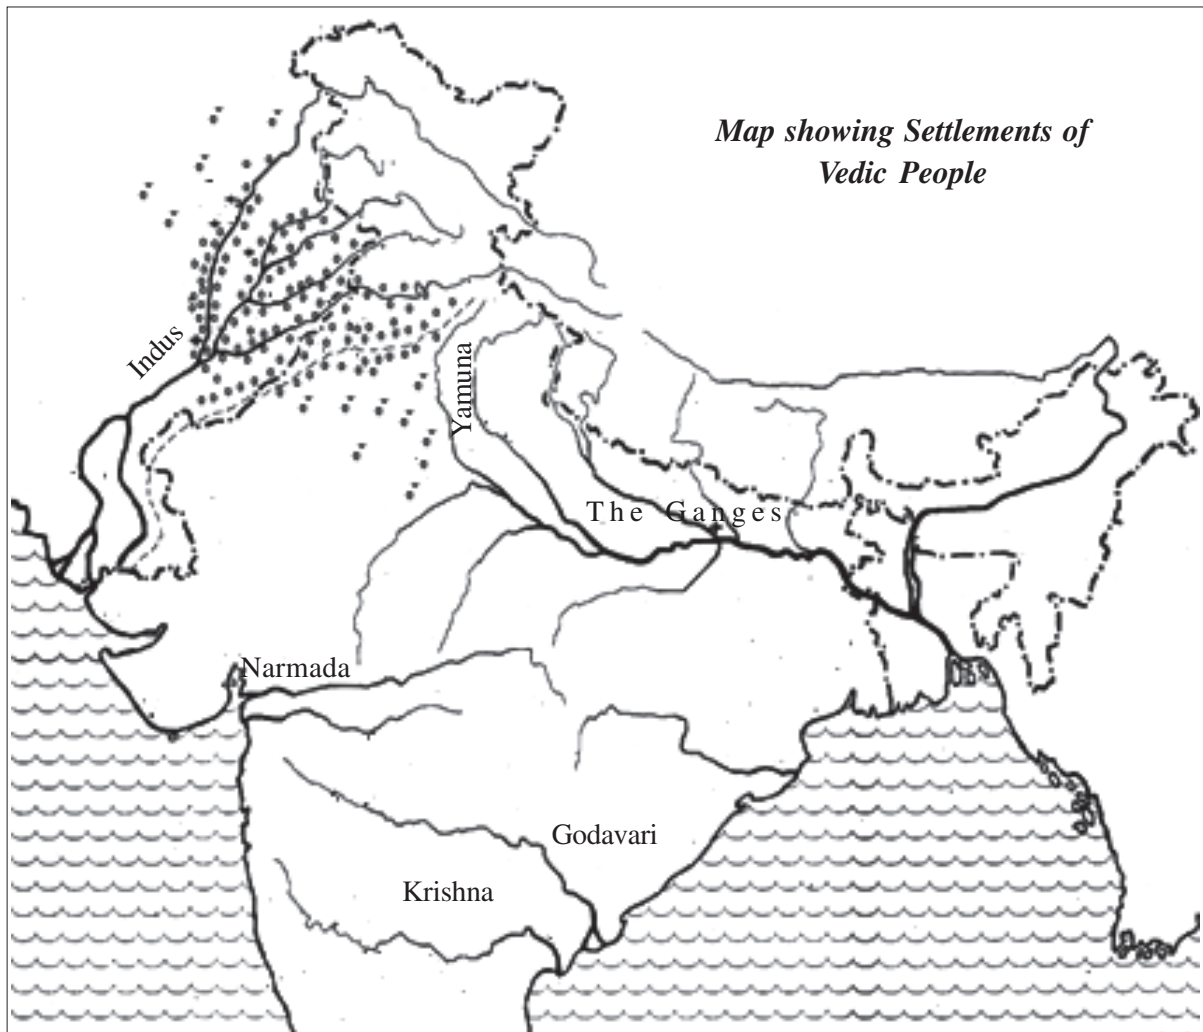 Map showing Settlements of
Vedic People
Indus
Yamuna
The Ganges
Narmada
Godavari
Krishna